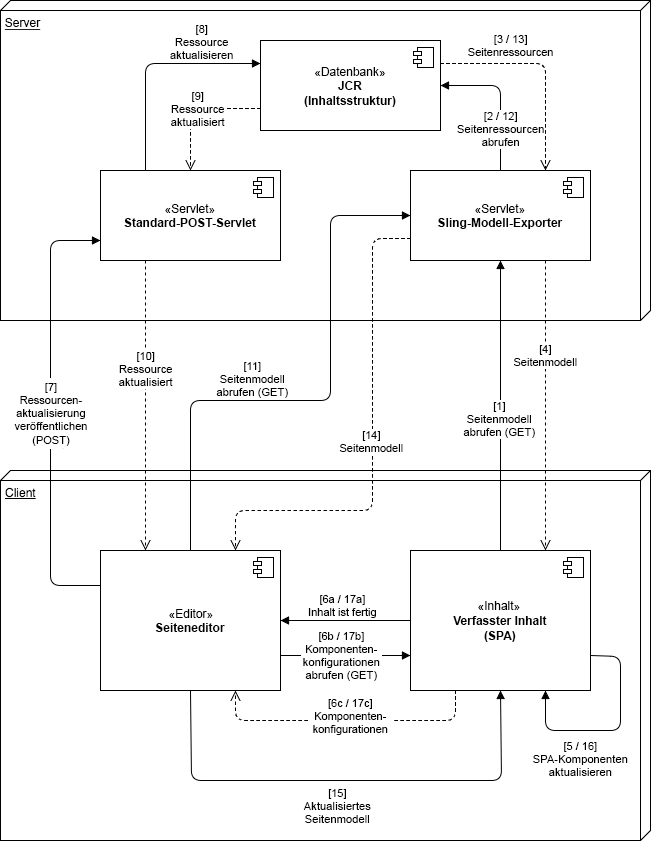 Server
[8]
Ressource
aktualisieren
[3 / 13]
Seitenressourcen
«Datenbank»
JCR
(Inhaltsstruktur)
[9]
Ressource
aktualisiert
[2 / 12]
Seitenressourcen
abrufen
«Servlet»
Standard-POST-Servlet
«Servlet»
Sling-Modell-Exporter
[10]
Ressource
aktualisiert
[11]
Seitenmodell
abrufen (GET)
[4]
Seitenmodell
[7]
Ressourcen-
aktualisierung
veröffentlichen
(POST)
[1]
Seitenmodell
abrufen (GET)
[14]
Seitenmodell
Client
«Editor»
Seiteneditor
[6a / 17a]
Inhalt ist fertig
«Inhalt»
Verfasster Inhalt
(SPA)
[6b / 17b]
Komponenten-
konfigurationen
abrufen (GET)
[6c / 17c]
Komponenten-
konfigurationen
[5 / 16]
SPA-Komponenten
aktualisieren
[15]
Aktualisiertes
Seitenmodell